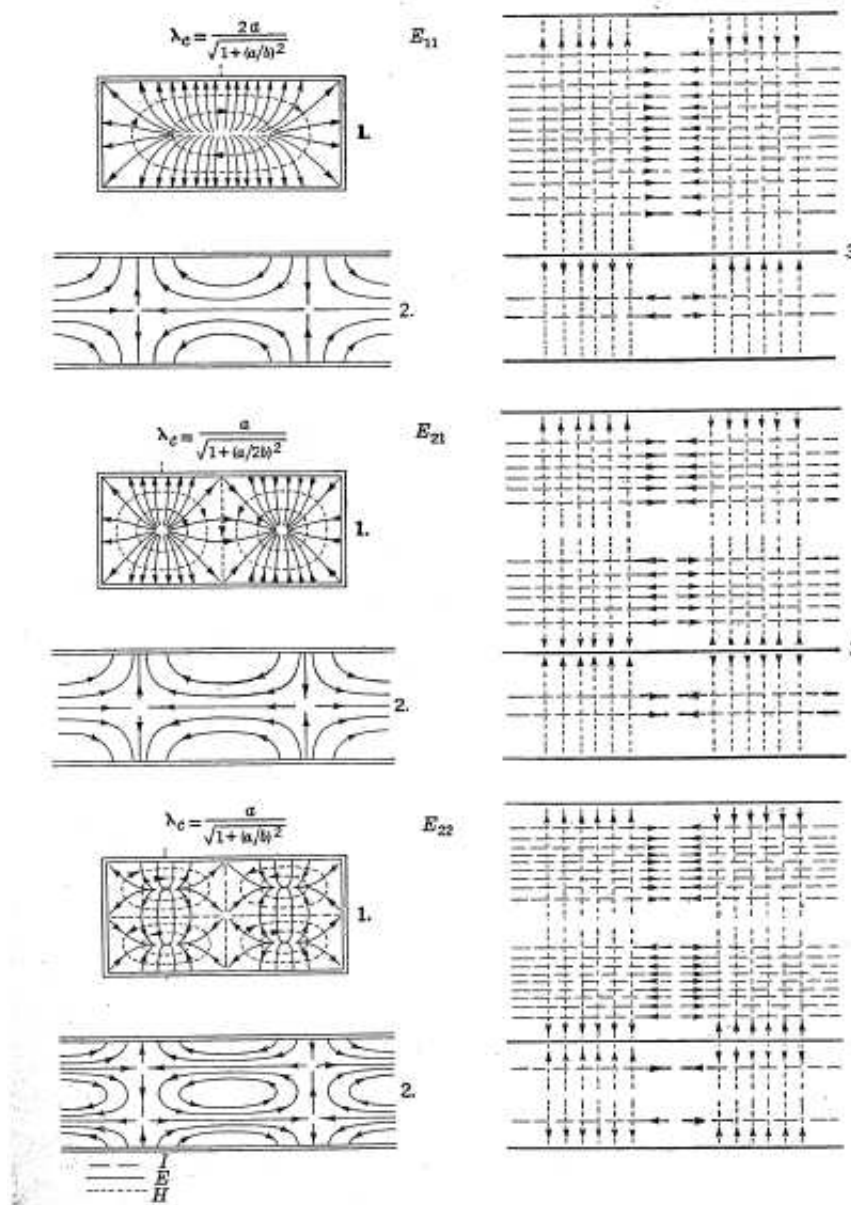 λc = 2a / √1 + (a/b)²
E11
1.
2.
3
λc = a / √1 + (a/2b)²
E21
1.
2.
λc = a / √1 + (a/b)²
E22
1.
2.
I
E
H